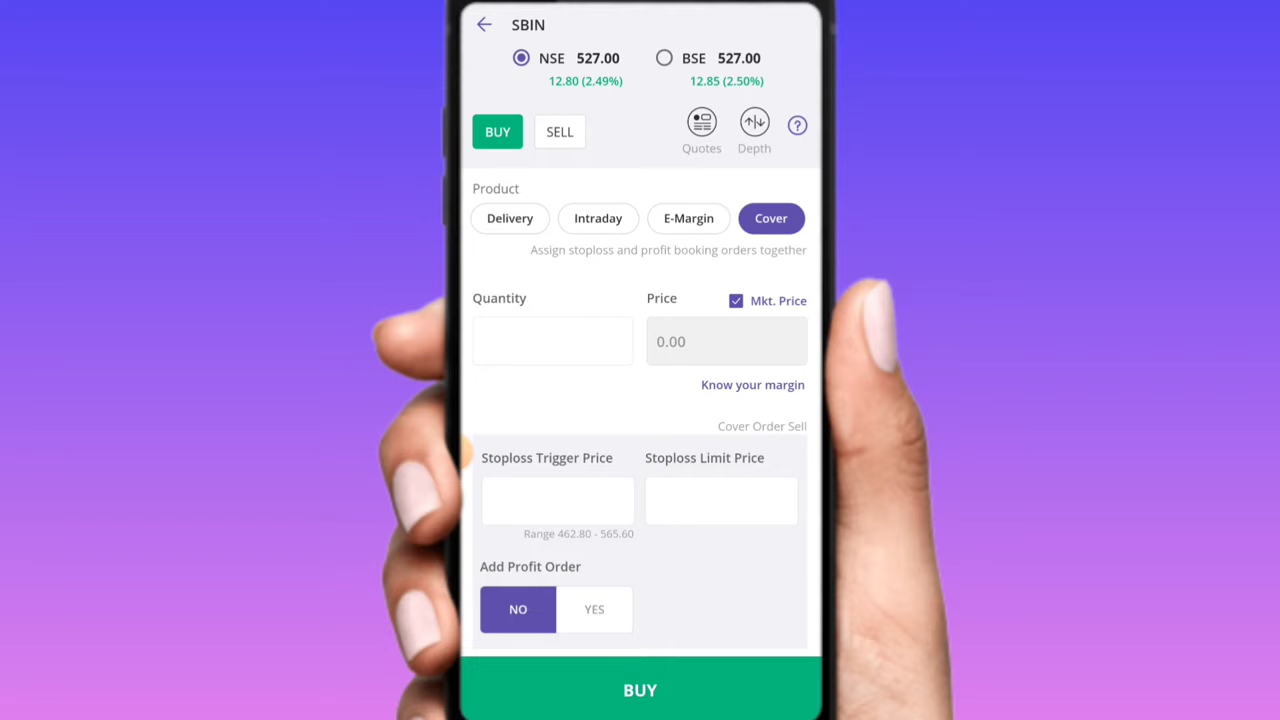 SBIN
NSE 527.00
12.80 (2.49%)
BSE 527.00
12.85 (2.50%)
BUY
SELL
Quotes
Depth
?
Product
Delivery
Intraday
E-Margin
Cover
Assign stoploss and profit booking orders together
Quantity
Price
Mkt. Price
0.00
Know your margin
Cover Order Sell
Stoploss Trigger Price
Stoploss Limit Price
Range 462.80 - 565.60
Add Profit Order
NO
YES
BUY